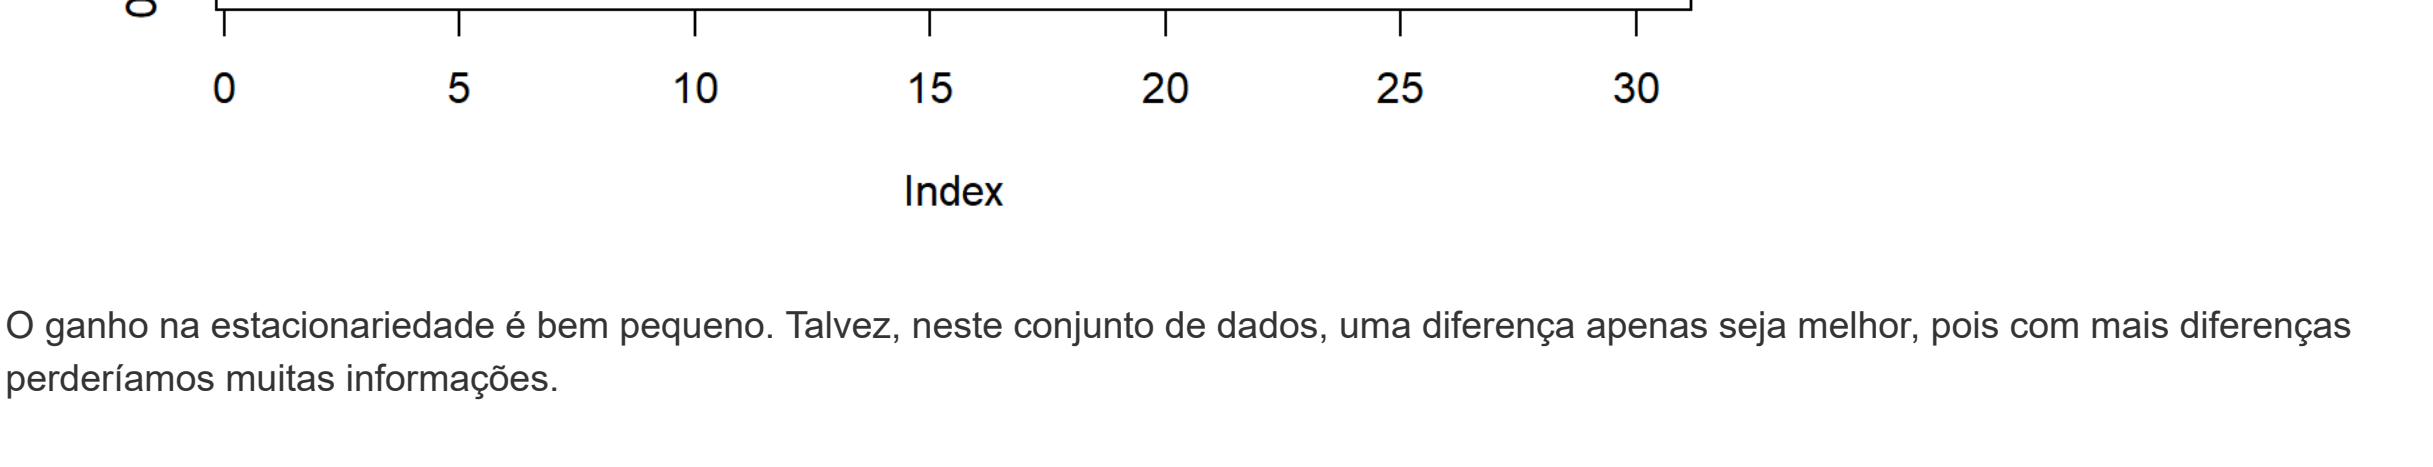 0 5 10 15 20 25 30
Index
O ganho na estacionariedade é bem pequeno. Talvez, neste conjunto de dados, uma diferença apenas seja melhor, pois com mais diferenças
perderíamos muitas informações.